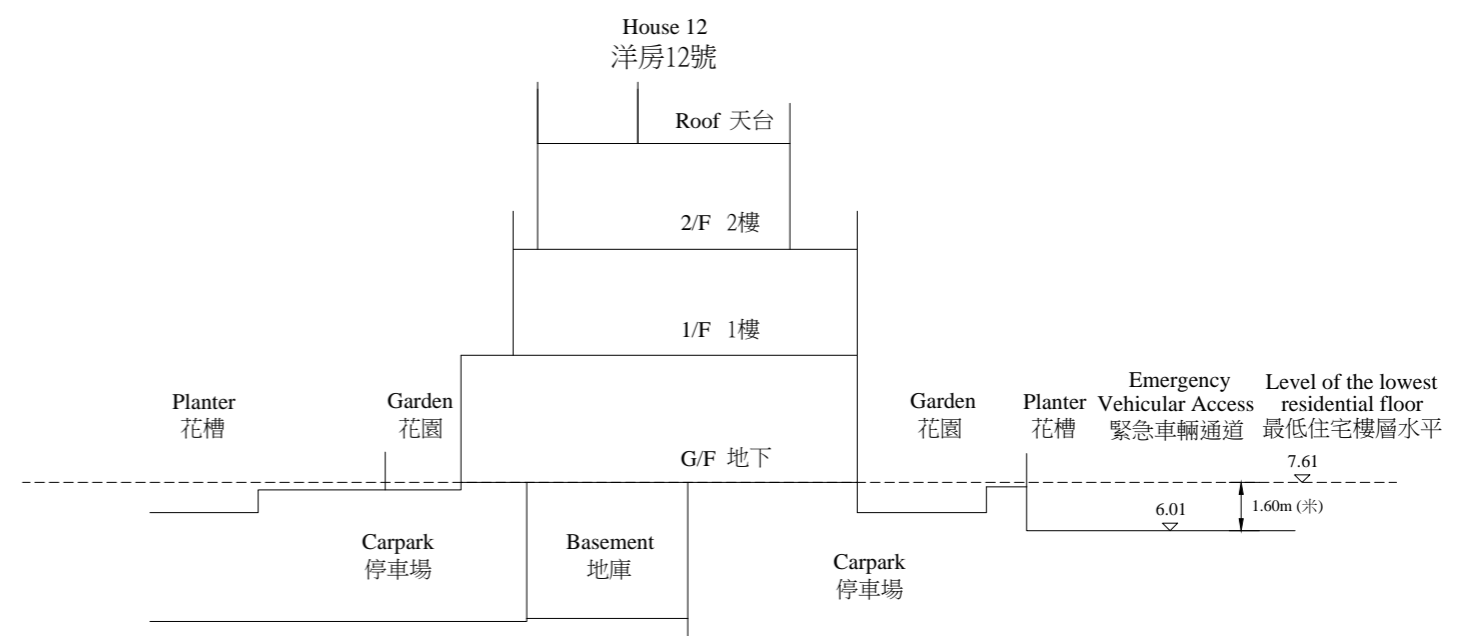 House 12
洋房12號
Roof 天台
2/F 2樓
1/F 1樓
Planter
花槽
Garden
花園
G/F 地下
Garden
花園
Planter
花槽
Emergency
Vehicular Access
緊急車輛通道
Level of the lowest
residential floor
最低住宅樓層水平
7.61
6.01
1.60m (米)
Carpark
停車場
Basement
地庫
Carpark
停車場